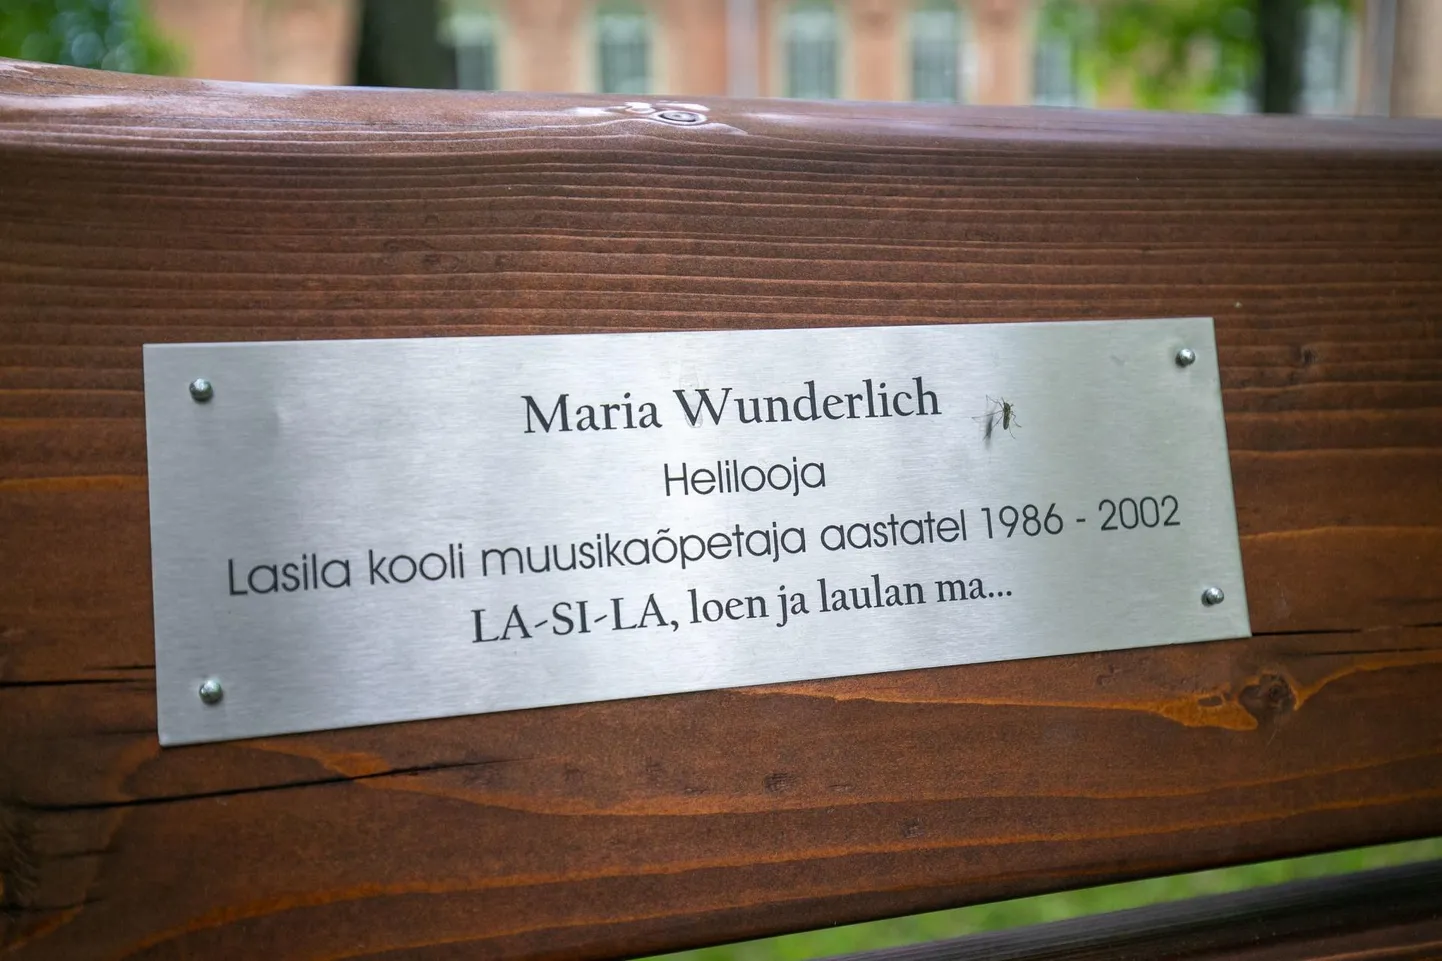 Maria Wunderlich
Helilooja
Lasila kooli muusikaõpetaja aastatel 1986 - 2002
LA-SI-LA, loen ja laulan ma...